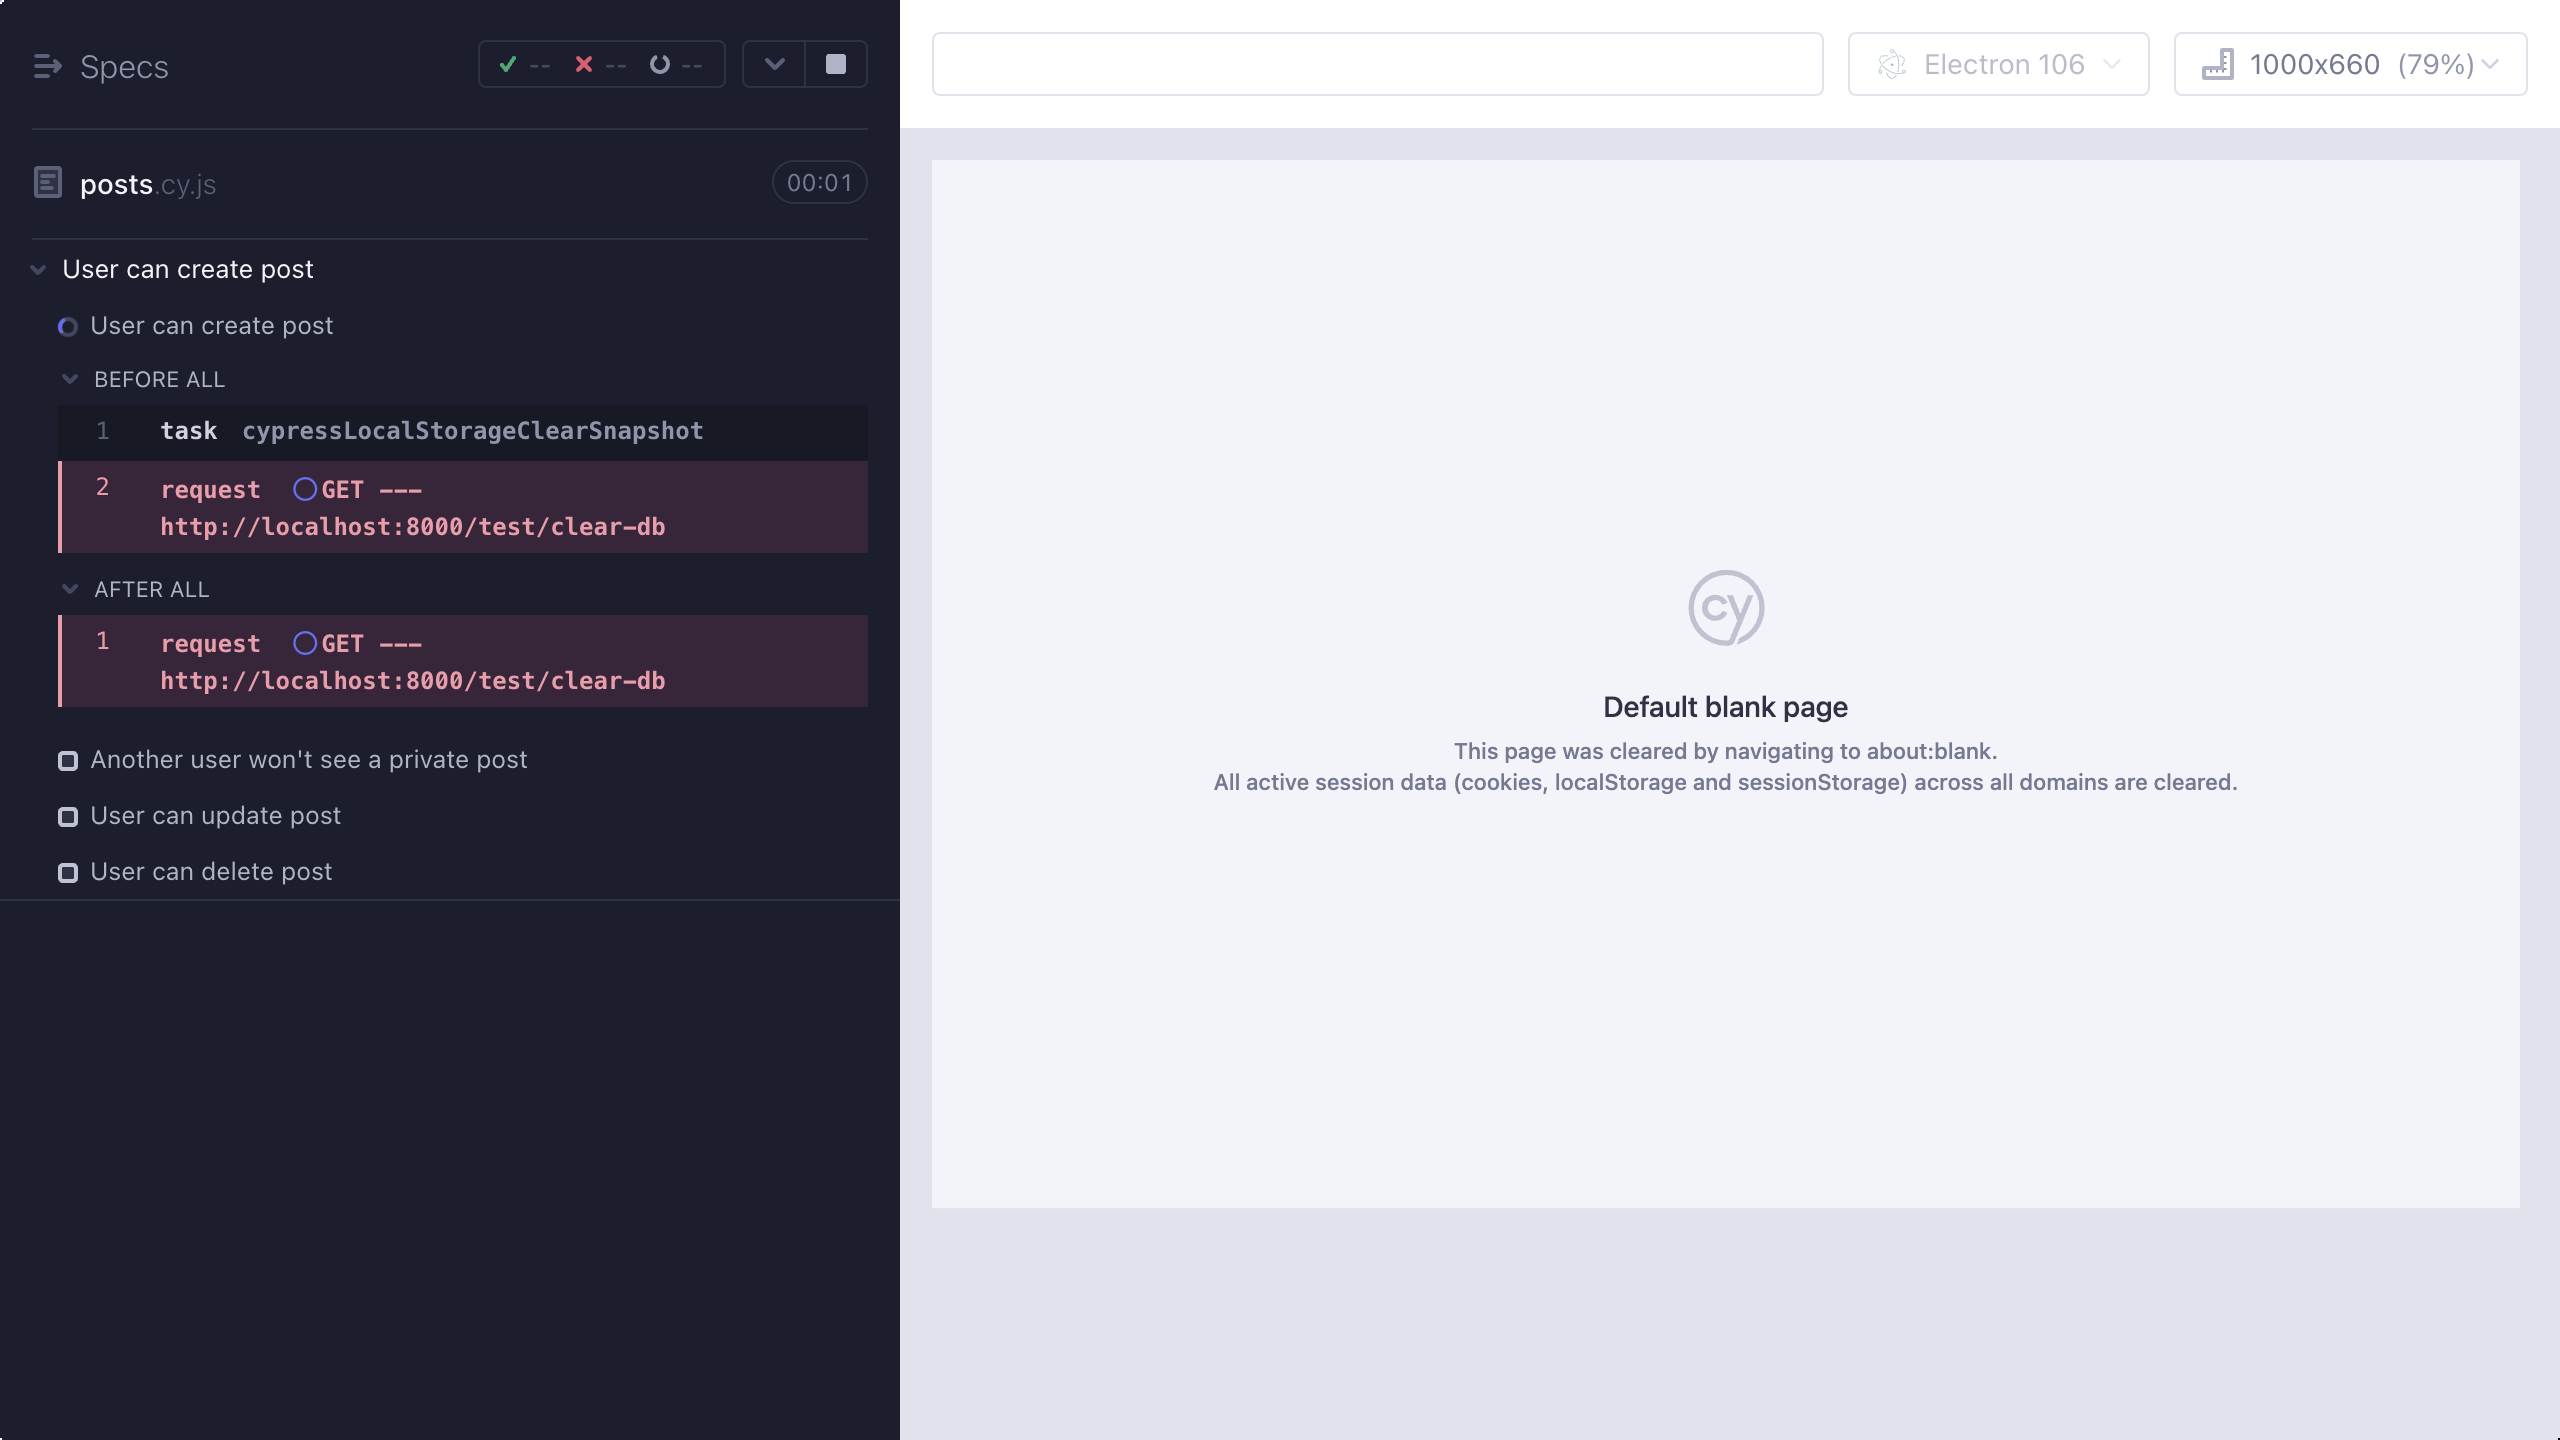 Specs
-- -- --
posts.cy.js
00:01
User can create post
User can create post
BEFORE ALL
1 task cypressLocalStorageClearSnapshot
2 request GET ---
http://localhost:8000/test/clear-db
AFTER ALL
1 request GET ---
http://localhost:8000/test/clear-db
Another user won't see a private post
User can update post
User can delete post
Electron 106
1000x660 (79%)
cy
Default blank page
This page was cleared by navigating to about:blank.
All active session data (cookies, localStorage and sessionStorage) across all domains are cleared.